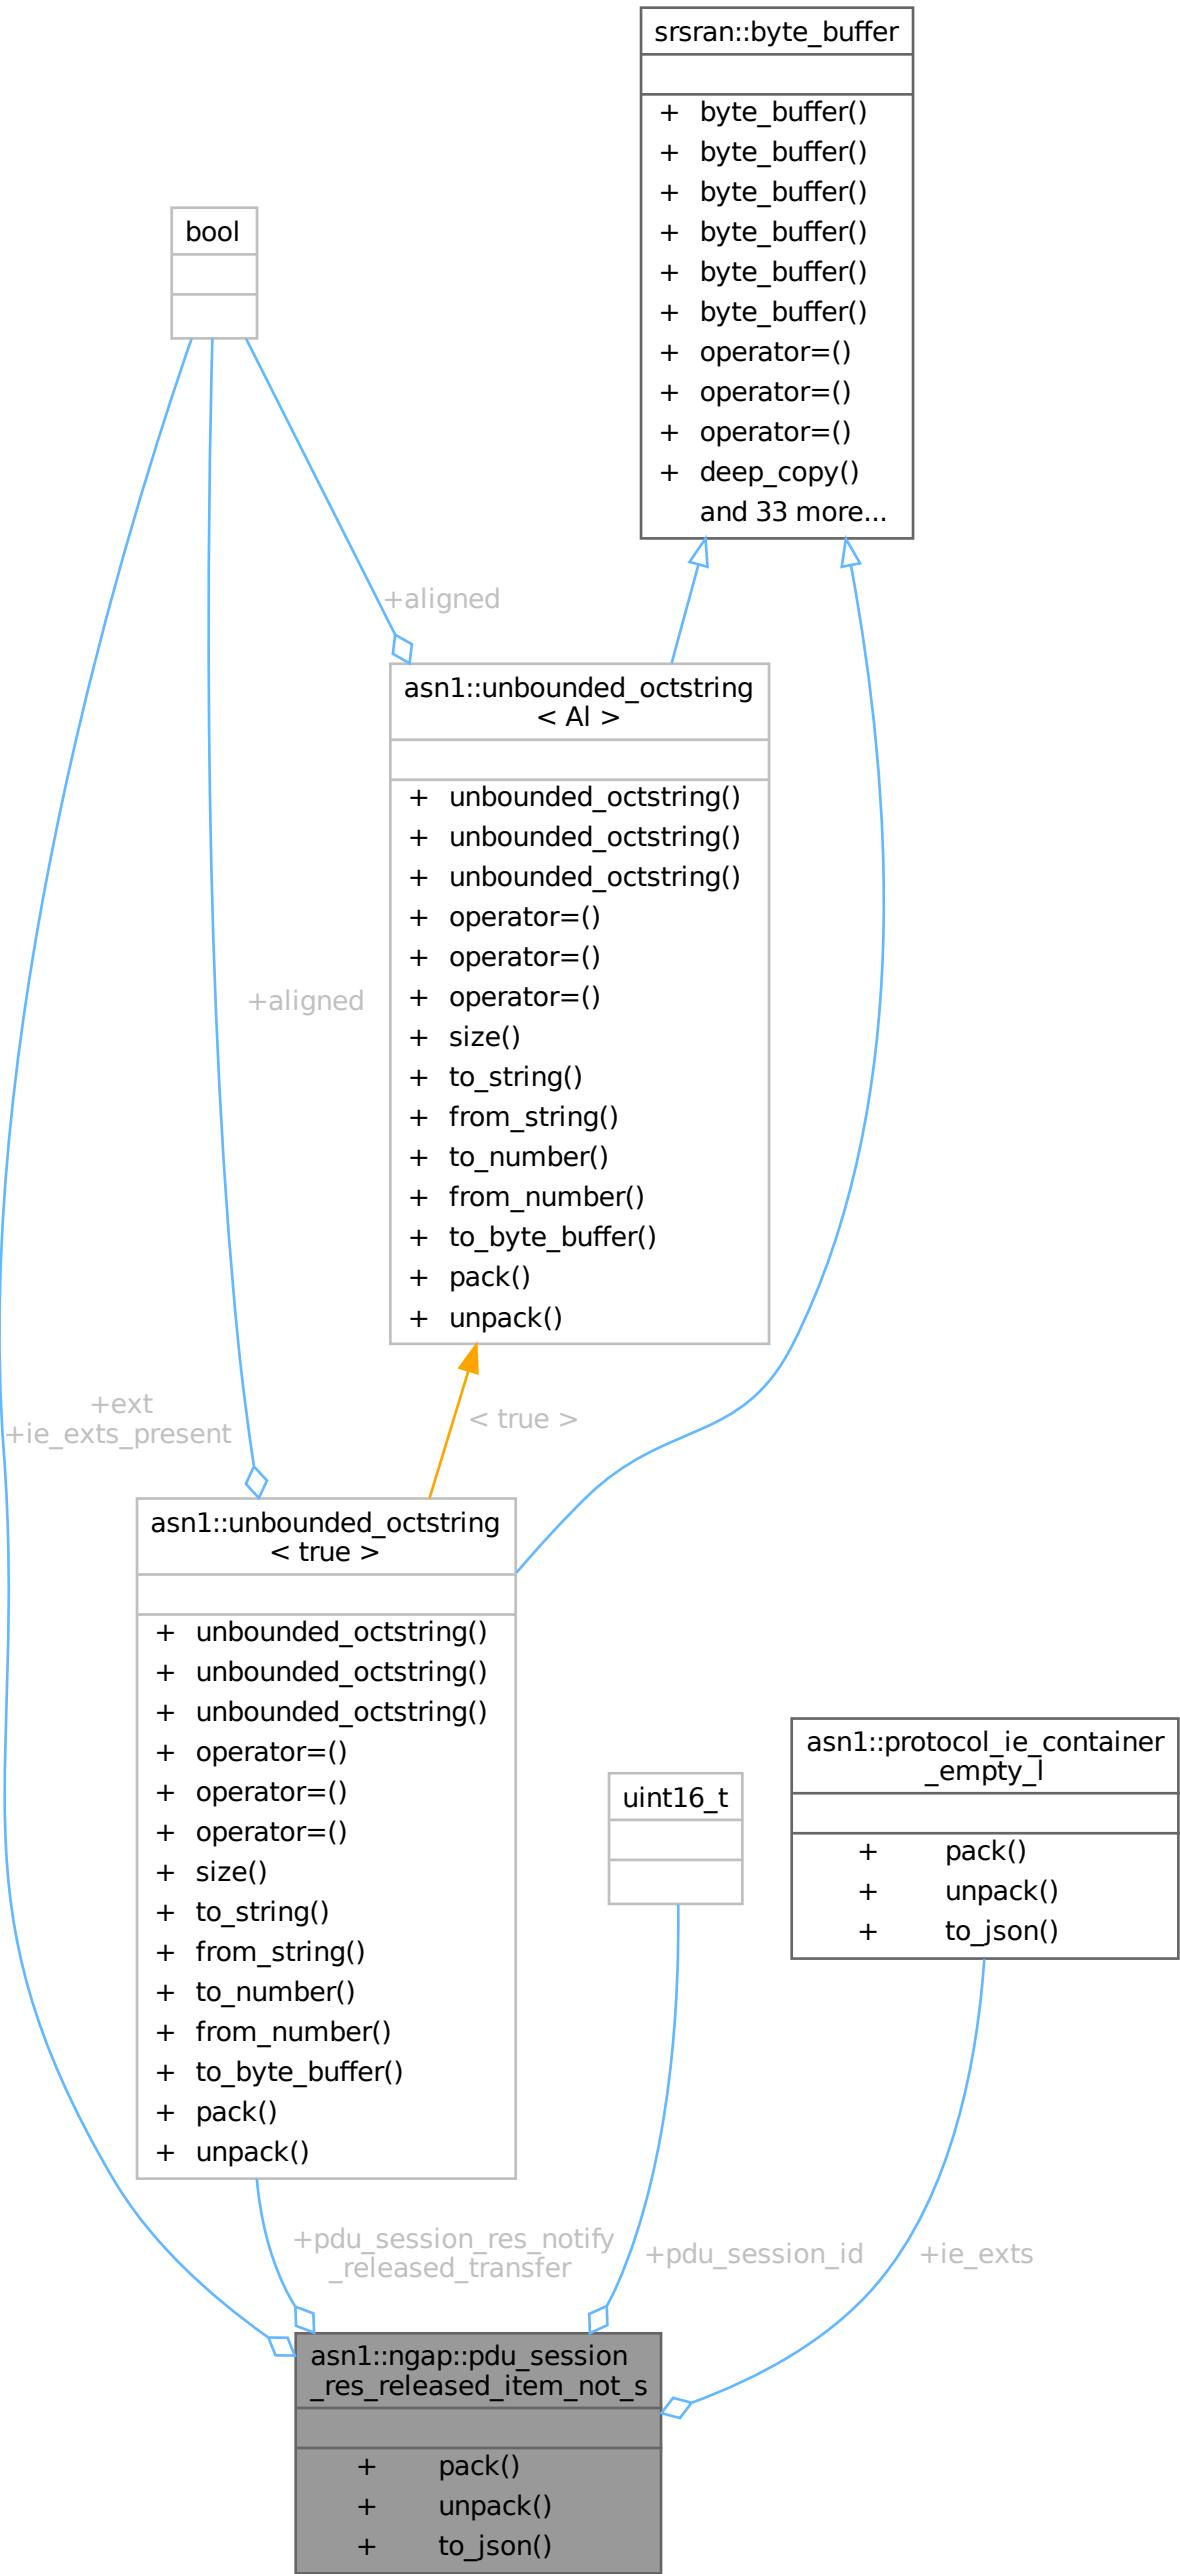 srsran::byte_buffer
+ byte_buffer()
+ byte_buffer()
+ byte_buffer()
+ byte_buffer()
+ byte_buffer()
+ byte_buffer()
+ operator=()
+ operator=()
+ operator=()
+ deep_copy()
and 33 more...
bool
+aligned
asn1::unbounded_octstring
< Al >
+ unbounded_octstring()
+ unbounded_octstring()
+ unbounded_octstring()
+ operator=()
+ operator=()
+ operator=()
+ size()
+ to_string()
+ from_string()
+ to_number()
+ from_number()
+ to_byte_buffer()
+ pack()
+ unpack()
+aligned
+ext
+ie_exts_present
< true >
asn1::unbounded_octstring
< true >
+ unbounded_octstring()
+ unbounded_octstring()
+ unbounded_octstring()
+ operator=()
+ operator=()
+ operator=()
+ size()
+ to_string()
+ from_string()
+ to_number()
+ from_number()
+ to_byte_buffer()
+ pack()
+ unpack()
uint16_t
asn1::protocol_ie_container
_empty_l
+ pack()
+ unpack()
+ to_json()
+pdu_session_res_notify
_released_transfer
+pdu_session_id
+ie_exts
asn1::ngap::pdu_session
_res_released_item_not_s
+ pack()
+ unpack()
+ to_json()